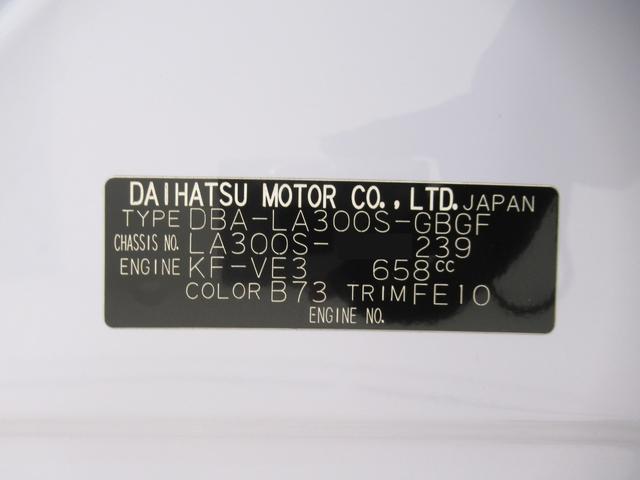 DAIHATSU MOTOR CO., LTD. JAPAN
TYPE DBA-LA300S-GBGF
CHASSIS NO. LA300S- 239
ENGINE KF-VE3 658cc
COLOR B73 TRIM FE10
ENGINE NO.